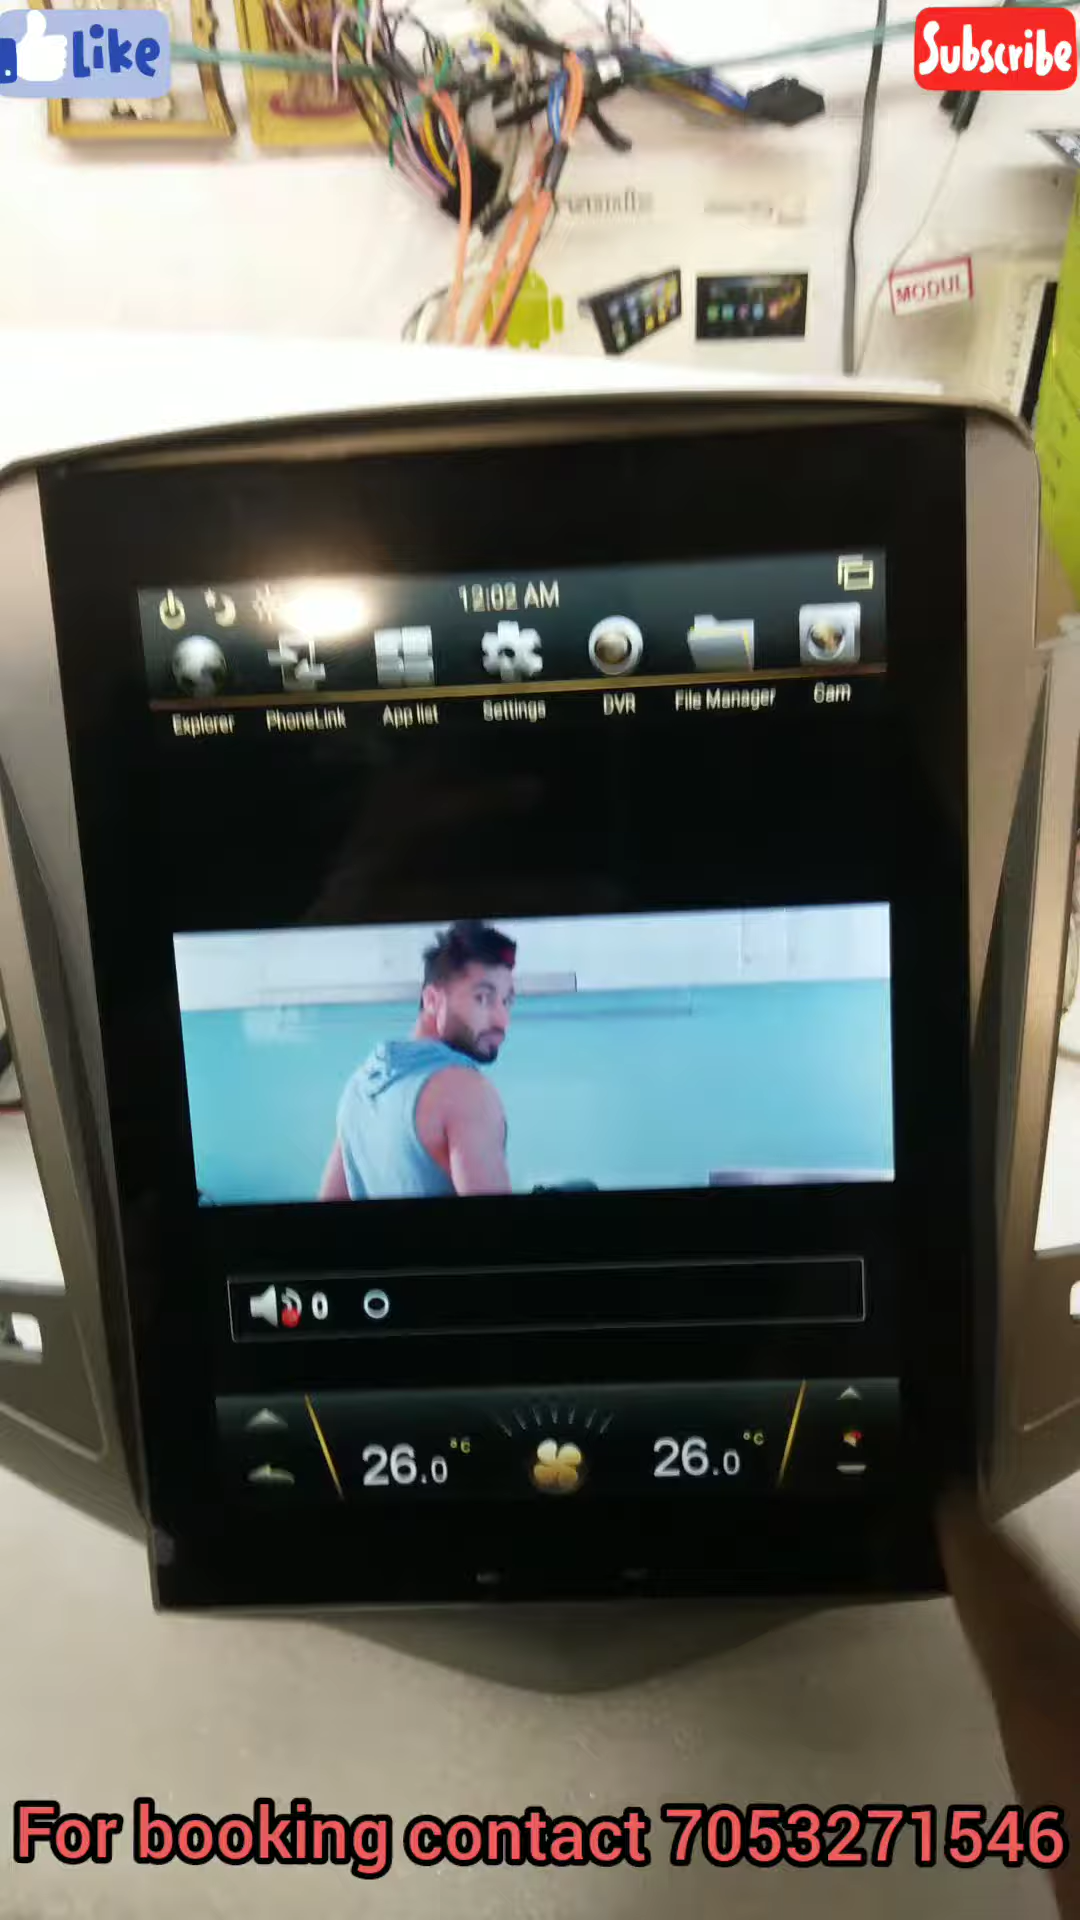 Like
Subscribe
MODUL
12:02 AM
Explorer PhoneLink App list Settings DVR File Manager Cam
0
26.0 °C 26.0 °C
For booking contact 7053271546